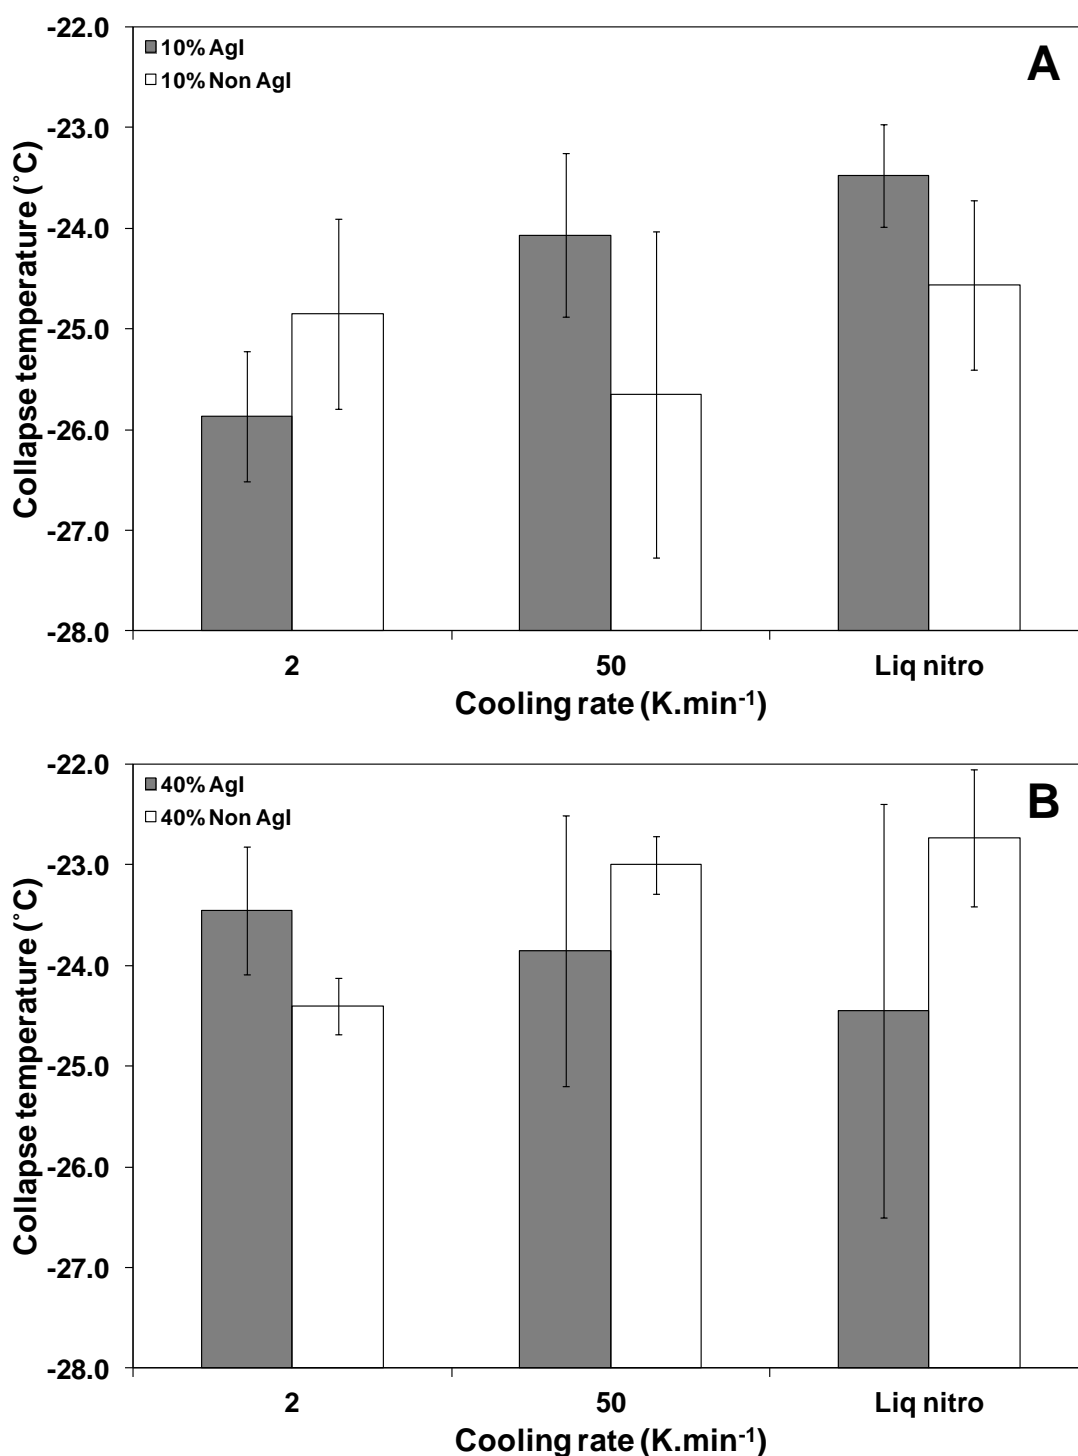 -22.0
10% AgI
10% Non AgI
A
-23.0
-24.0
-25.0
-26.0
-27.0
-28.0
Collapse temperature (˚C)
2 50 Liq nitro
Cooling rate (K.min-1)
-22.0
40% AgI
40% Non AgI
B
-23.0
-24.0
-25.0
-26.0
-27.0
-28.0
Collapse temperature (˚C)
2 50 Liq nitro
Cooling rate (K.min-1)